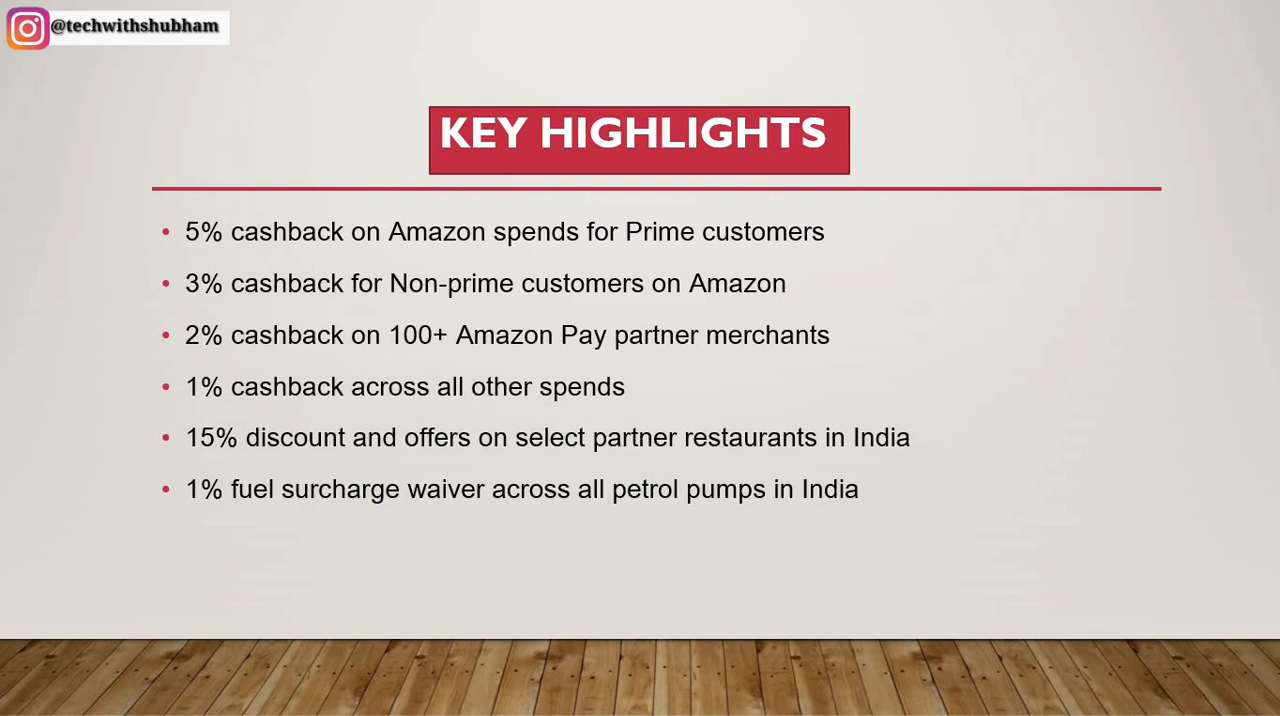 @techwithshubham
KEY HIGHLIGHTS
• 5% cashback on Amazon spends for Prime customers
• 3% cashback for Non-prime customers on Amazon
• 2% cashback on 100+ Amazon Pay partner merchants
• 1% cashback across all other spends
• 15% discount and offers on select partner restaurants in India
• 1% fuel surcharge waiver across all petrol pumps in India